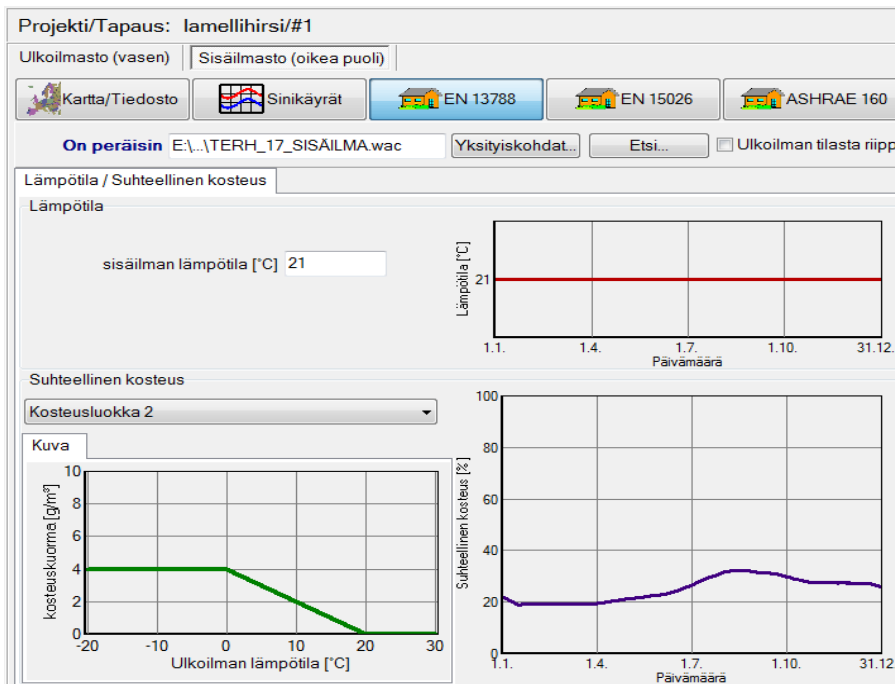 Projekti/Tapaus: lamellihirsi/#1
Ulkoilmasto (vasen) Sisäilmasto (oikea puoli)
Kartta/Tiedosto Sinikäyrät EN 13788 EN 15026 ASHRAE 160
On peräisin E:\...\TERH_17_SISÄILMA.wac Yksityiskohdat... Etsi... Ulkoilman tilasta riipp
Lämpötila / Suhteellinen kosteus
Lämpötila
sisäilman lämpötila [°C] 21
Lämpötila [°C]
21
1.1. 1.4. 1.7. 1.10. 31.12.
Päivämäärä
Suhteellinen kosteus
Kosteusluokka 2
Kuva
kosteuskuorma [g/m³]
10
8
6
4
2
0
-20 -10 0 10 20 30
Ulkoilman lämpötila [°C]
Suhteellinen kosteus [%]
100
80
60
40
20
0
1.1. 1.4. 1.7. 1.10. 31.12.
Päivämäärä